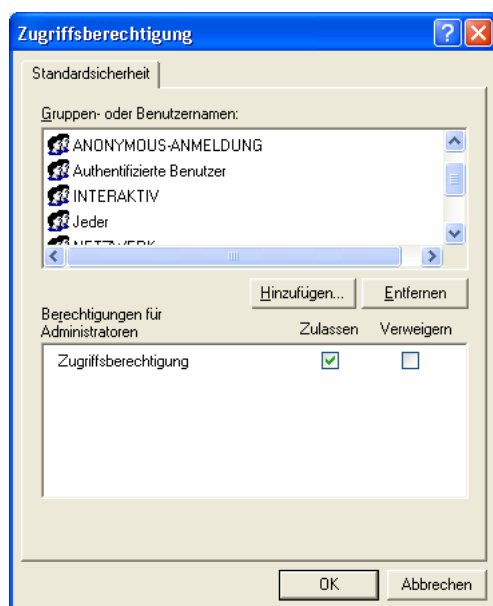 Zugriffsberechtigung
Standardsicherheit
Gruppen- oder Benutzernamen:
ANONYMOUS-ANMELDUNG
Authentifizierte Benutzer
INTERAKTIV
Jeder
NETZWERK
Hinzufügen... Entfernen
Berechtigungen für
Administratoren Zulassen Verweigern
Zugriffsberechtigung
OK Abbrechen